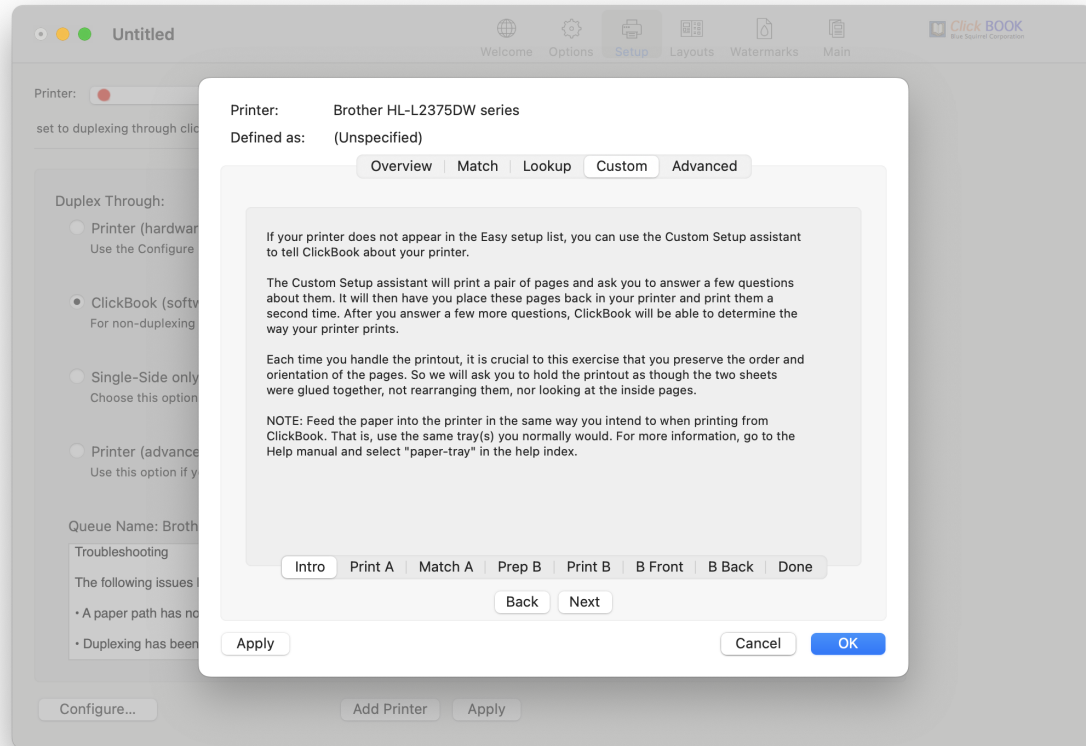 Untitled
Welcome Options Setup Layouts Watermarks Main
Click BOOK
Blue Squirrel Corporation
Printer:
set to duplexing through clic
Duplex Through:
Printer (hardwar
Use the Configure
ClickBook (softw
For non-duplexing
Single-Side only
Choose this option
Printer (advance
Use this option if y
Queue Name: Broth
Troubleshooting
The following issues
• A paper path has no
• Duplexing has been
Configure...
Add Printer
Apply
Printer: Brother HL-L2375DW series
Defined as: (Unspecified)
Overview Match Lookup Custom Advanced
If your printer does not appear in the Easy setup list, you can use the Custom Setup assistant
to tell ClickBook about your printer.
The Custom Setup assistant will print a pair of pages and ask you to answer a few questions
about them. It will then have you place these pages back in your printer and print them a
second time. After you answer a few more questions, ClickBook will be able to determine the
way your printer prints.
Each time you handle the printout, it is crucial to this exercise that you preserve the order and
orientation of the pages. So we will ask you to hold the printout as though the two sheets
were glued together, not rearranging them, nor looking at the inside pages.
NOTE: Feed the paper into the printer in the same way you intend to when printing from
ClickBook. That is, use the same tray(s) you normally would. For more information, go to the
Help manual and select "paper-tray" in the help index.
Intro Print A Match A Prep B Print B B Front B Back Done
Back Next
Apply
Cancel OK